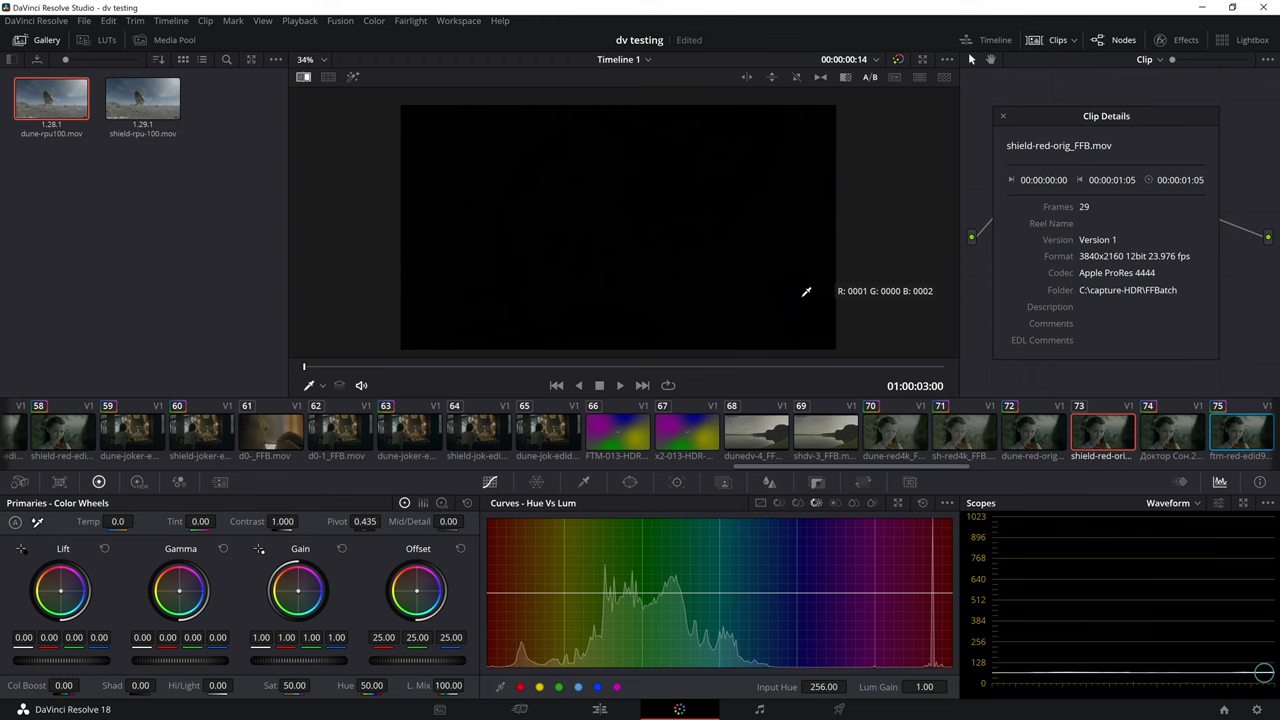 DaVinci Resolve Studio - dv testing
DaVinci Resolve File Edit Trim Timeline Clip Mark View Playback Fusion Color Fairlight Workspace Help
Gallery LUTs Media Pool dv testing Edited Timeline Clips Nodes Effects Lightbox
34% Timeline 1 00:00:00:14 Clip
A/B
1.28.1
dune-rpu100.mov
1.29.1
shield-rpu-100.mov
R: 0001 G: 0000 B: 0002
Clip Details
shield-red-orig_FFB.mov
00:00:00:00 00:00:01:05 00:00:01:05
Frames 29
Reel Name
Version Version 1
Format 3840x2160 12bit 23.976 fps
Codec Apple ProRes 4444
Folder C:\capture-HDR\FFBatch
Description
Comments
EDL Comments
01:00:03:00
V1 58 V1 59 V1 60 V1 61 V1 62 V1 63 V1 64 V1 65 V1 66 V1 67 V1 68 V1 69 V1 70 V1 71 V1 72 V1 73 V1 74 V1 75 V1
edi... shield-red-edi... dune-joker-e... shield-joker-e... d0-_FFB.mov d0-1_FFB.mov dune-joker-e... shield-jok-edi... dune-jok-edid... FTM-013-HDR... x2-013-HDR-... dunedv-4_FF... shdv-3_FFB.m... dune-red4k_F... sh-red4k_FFB... dune-red-orig... shield-red-ori... Доктор Сон.2... ftm-red-edid9...
3D
Primaries - Color Wheels
Temp 0.0 Tint 0.00 Contrast 1.000 Pivot 0.435 Mid/Detail 0.00
Lift Gamma Gain Offset
0.00 0.00 0.00 0.00 0.00 0.00 0.00 0.00 1.00 1.00 1.00 1.00 25.00 25.00 25.00
Col Boost 0.00 Shad 0.00 Hi/Light 0.00 Sat 50.00 Hue 50.00 L. Mix 100.00
Curves - Hue Vs Lum
Input Hue 256.00 Lum Gain 1.00
Scopes Waveform
1023
896
768
640
512
384
256
128
0
DaVinci Resolve 18